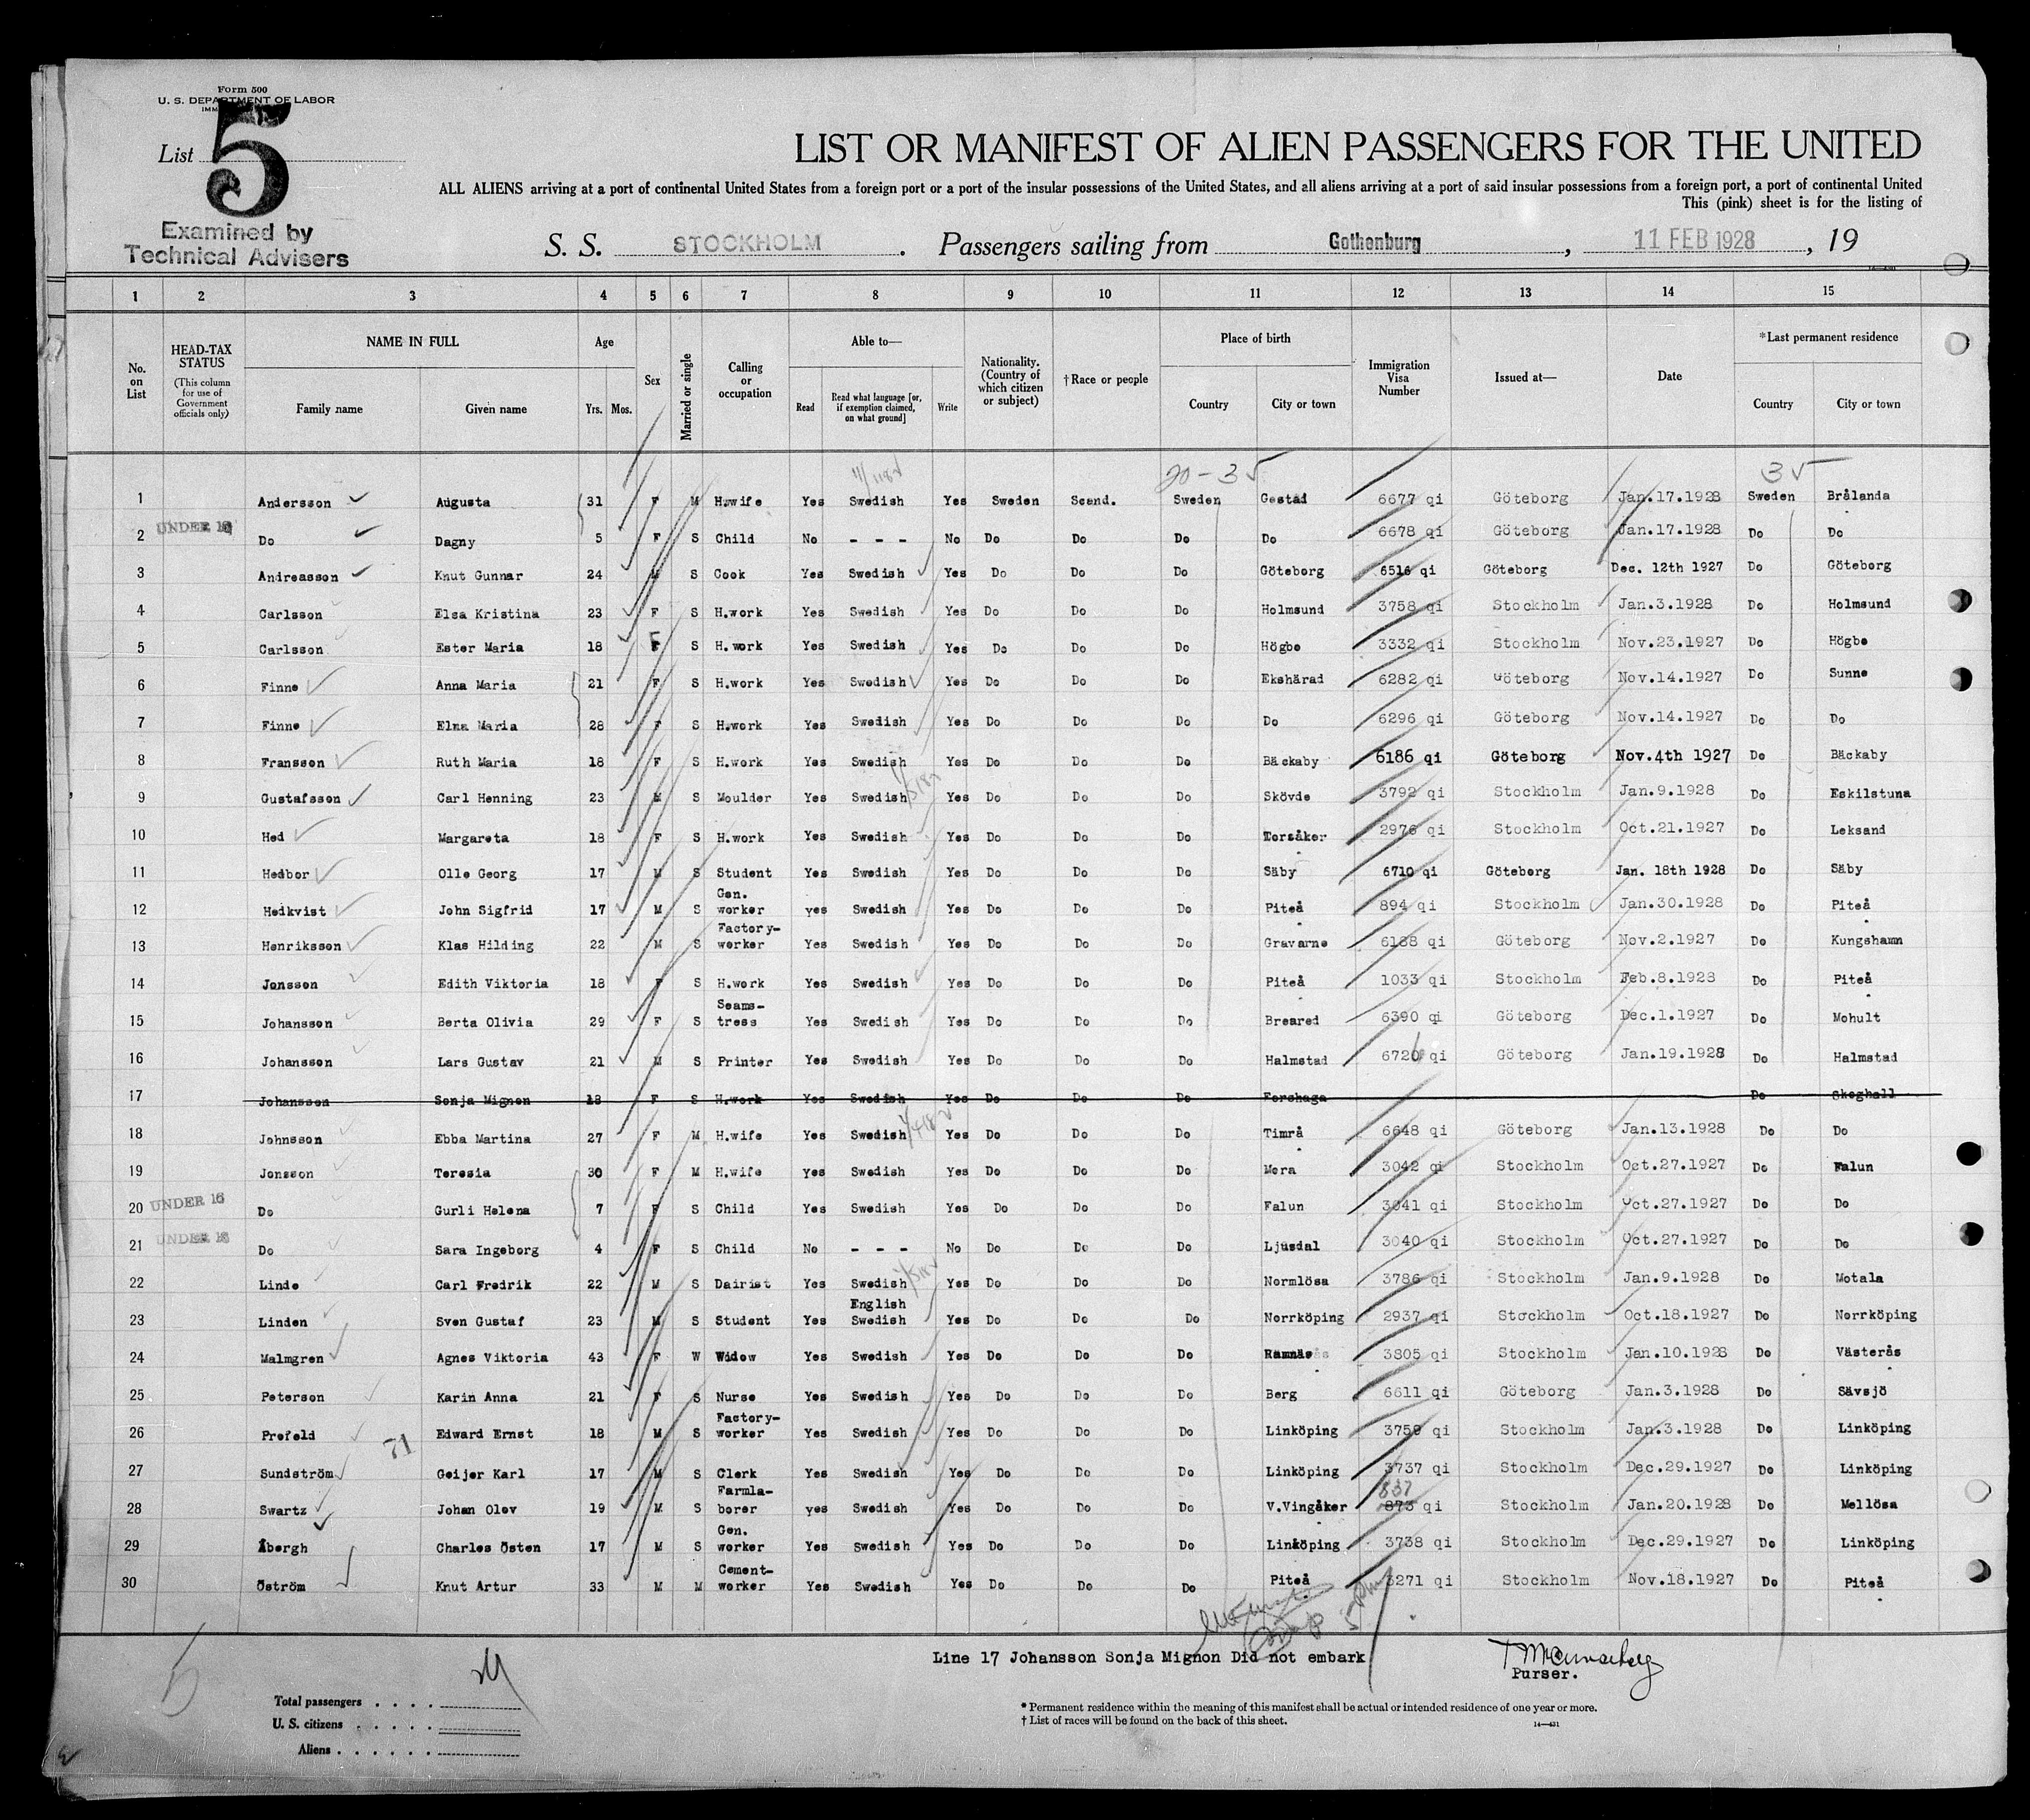 Form 500
U. S. DEPARTMENT OF LABOR
List 5
Examined by
Technical Advisers
LIST OR MANIFEST OF ALIEN PASSENGERS FOR THE UNITED
ALL ALIENS arriving at a port of continental United States from a foreign port or a port of the insular possessions of the United States, and all aliens arriving at a port of said insular possessions from a foreign port, a port of continental United
This (pink) sheet is for the listing of
S. S. STOCKHOLM. Passengers sailing from Gothenburg, 11 FEB 1928, 19
1 2 3 4 5 6 7 8 9 10 11 12 13 14 15
No. on List
HEAD-TAX STATUS
(This column for use of Government officials only)
NAME IN FULL
Family name
Given name
Age
Yrs. Mos.
Sex
Married or single
Calling or occupation
Able to—
Read
Read what language [or, if exemption claimed, on what ground]
Write
Nationality. (Country of which citizen or subject)
†Race or people
Place of birth
Country
City or town
Immigration Visa Number
Issued at—
Date
*Last permanent residence
Country
City or town
20-35 35
1 Andersson Augusta 31 F M H.wife Yes Swedish Yes Sweden Scand. Sweden Gestad 6677 qi Göteborg Jan.17.1928 Sweden Brålanda
2 UNDER 16 Do Dagny 5 F S Child No - - - No Do Do Do Do 6678 qi Göteborg Jan.17.1928 Do Do
3 Andreasson Knut Gunnar 24 M S Cook Yes Swedish Yes Do Do Do Göteborg 6516 qi Göteborg Dec. 12th 1927 Do Göteborg
4 Carlsson Elsa Kristina 23 F S H.work Yes Swedish Yes Do Do Do Holmsund 3758 qi Stockholm Jan.3.1928 Do Holmsund
5 Carlsson Ester Maria 18 F S H.work Yes Swedish Yes Do Do Do Högbo 3332 qi Stockholm Nov.23.1927 Do Högbo
6 Finne Anna Maria 21 F S H.work Yes Swedish Yes Do Do Do Ekshärad 6282 qi Göteborg Nov.14.1927 Do Sunne
7 Finne Elna Maria 28 F S H.work Yes Swedish Yes Do Do Do Do 6296 qi Göteborg Nov.14.1927 Do Do
8 Fransson Ruth Maria 18 F S H.work Yes Swedish Yes Do Do Do Bäckaby 6186 qi Göteborg Nov.4th 1927 Do Bäckaby
9 Gustafsson Carl Henning 23 M S Moulder Yes Swedish Yes Do Do Do Skövde 3792 qi Stockholm Jan.9.1928 Do Eskilstuna
10 Hed Margareta 18 F S H.work Yes Swedish Yes Do Do Do Torsåker 2976 qi Stockholm Oct.21.1927 Do Leksand
11 Hedbor Olle Georg 17 M S Student Yes Swedish Yes Do Do Do Säby 6710 qi Göteborg Jan. 18th 1928 Do Säby
12 Hedkvist John Sigfrid 17 M S Gen. worker yes Swedish Yes Do Do Do Piteå 894 qi Stockholm Jan.30.1928 Do Piteå
13 Henriksson Klas Hilding 22 M S Factory-worker Yes Swedish Yes Do Do Do Gravarne 6188 qi Göteborg Nov.2.1927 Do Kungshamn
14 Jonsson Edith Viktoria 18 F S H.work Yes Swedish Yes Do Do Do Piteå 1033 qi Stockholm Feb.8.1928 Do Piteå
15 Johansson Berta Olivia 29 F S Seams-tress Yes Swedish Yes Do Do Do Breared 6390 qi Göteborg Dec.1.1927 Do Mohult
16 Johansson Lars Gustav 21 M S Printer Yes Swedish Yes Do Do Do Halmstad 6726 qi Göteborg Jan.19.1928 Do Halmstad
17 Johansson Sonja Mignon 18 F S H.work Yes Swedish Yes Do Do Do Forshaga Do Skoghall
18 Johnsson Ebba Martina 27 F M H.wife Yes Swedish Yes Do Do Do Timrå 6648 qi Göteborg Jan.13.1928 Do Do
19 Jonsson Teresia 30 F M H.wife Yes Swedish Yes Do Do Do Mora 3042 qi Stockholm Oct.27.1927 Do Falun
20 UNDER 16 Do Gurli Helena 7 F S Child Yes Swedish Yes Do Do Do Falun 3041 qi Stockholm Oct.27.1927 Do Do
21 UNDER 16 Do Sara Ingeborg 4 F S Child No - - - No Do Do Do Ljusdal 3040 qi Stockholm Oct.27.1927 Do Do
22 Linde Carl Fredrik 22 M S Dairist Yes Swedish Yes Do Do Do Normlösa 3786 qi Stockholm Jan.9.1928 Do Motala
23 Linden Sven Gustaf 23 M S Student Yes English Swedish Yes Do Do Do Norrköping 2937 qi Stockholm Oct.18.1927 Do Norrköping
24 Malmgren Agnes Viktoria 43 F W Widow Yes Swedish Yes Do Do Do Ramnäs 3805 qi Stockholm Jan.10.1928 Do Västerås
25 Peterson Karin Anna 21 F S Nurse Yes Swedish Yes Do Do Do Berg 6611 qi Göteborg Jan.3.1928 Do Sävsjö
26 Prefeld 71 Edward Ernst 18 M S Factory-worker Yes Swedish Yes Do Do Do Linköping 3759 qi Stockholm Jan.3.1928 Do Linköping
27 Sundström Geijer Karl 17 M S Clerk Yes Swedish Yes Do Do Do Linköping 3737 qi Stockholm Dec.29.1927 Do Linköping
28 Swartz Johan Olov 19 M S Farmla-borer yes Swedish Yes Do Do Do V.Vingåker 837 873 qi Stockholm Jan.20.1928 Do Mellösa
29 Åbergh Charles Östen 17 M S Gen. worker Yes Swedish Yes Do Do Do Linköping 3738 qi Stockholm Dec.29.1927 Do Linköping
30 Öström Knut Artur 33 M M Cement-worker Yes Swedish Yes Do Do Do Piteå 3271 qi Stockholm Nov.18.1927 Do Piteå
Line 17 Johansson Sonja Mignon Did not embark
Purser.
Total passengers . . . .
U. S. citizens . . . . .
Aliens . . . . . .
* Permanent residence within the meaning of this manifest shall be actual or intended residence of one year or more.
† List of races will be found on the back of this sheet.
14—431